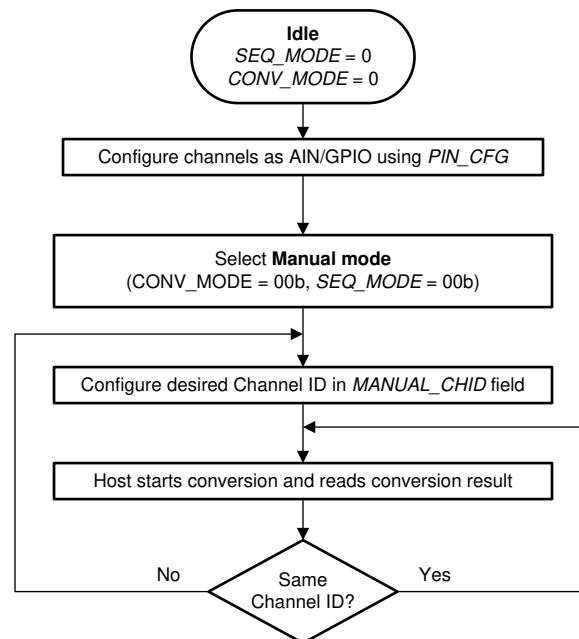 Idle
SEQ_MODE = 0
CONV_MODE = 0
Configure channels as AIN/GPIO using PIN_CFG
Select Manual mode
(CONV_MODE = 00b, SEQ_MODE = 00b)
Configure desired Channel ID in MANUAL_CHID field
Host starts conversion and reads conversion result
No
Same
Channel ID?
Yes